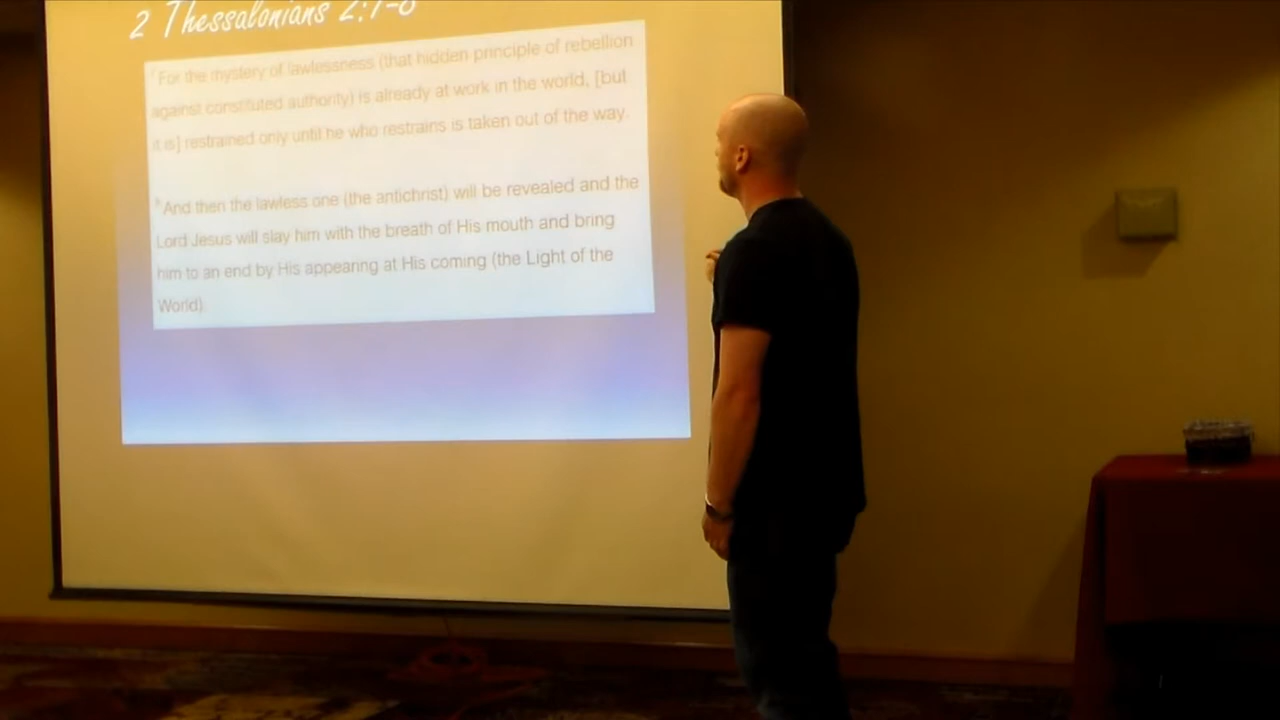 2 Thessalonians 2:7-8
7 For the mystery of lawlessness (that hidden principle of rebellion
against constituted authority) is already at work in the world, [but
it is] restrained only until he who restrains is taken out of the way.
8 And then the lawless one (the antichrist) will be revealed and the
Lord Jesus will slay him with the breath of His mouth and bring
him to an end by His appearing at His coming (the Light of the
World).